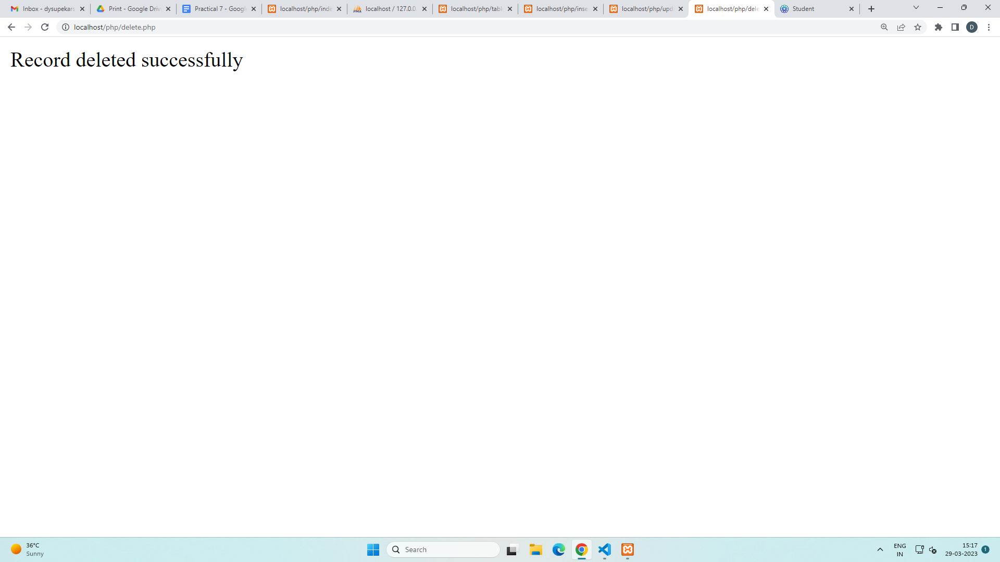 Inbox - dysupekars
Print - Google Driv
Practical 7 - Google
localhost/php/inde
localhost / 127.0.0.
localhost/php/tabl
localhost/php/inse
localhost/php/upd
localhost/php/dele
Student
localhost/php/delete.php
D
Record deleted successfully
36°C
Sunny
Search
ENG
IN
15:17
29-03-2023
1